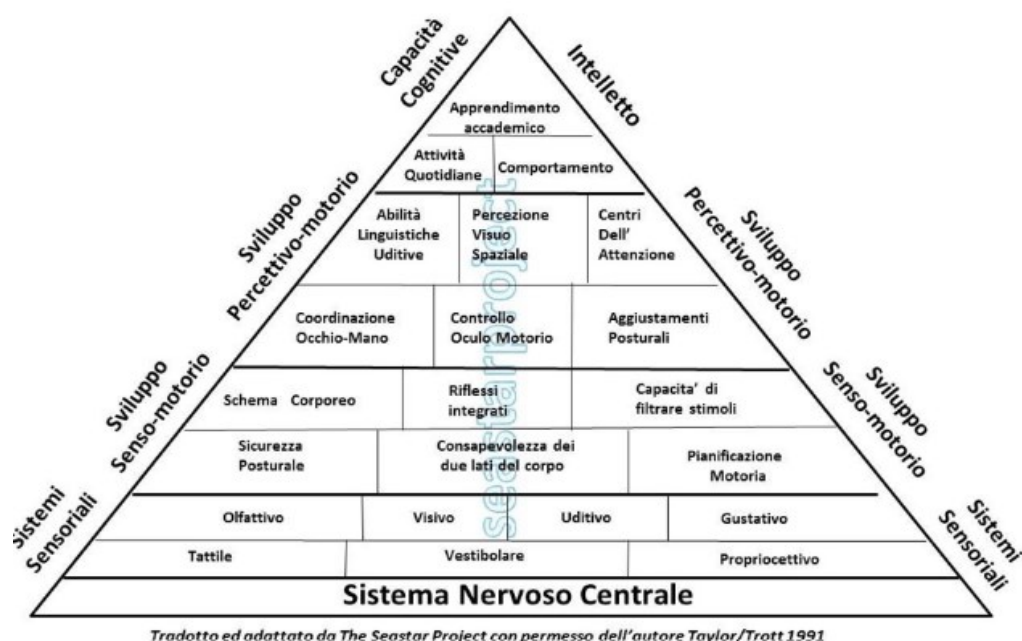 Capacità
Cognitive
Intelletto
Apprendimento
accademico
Attività
Quotidiane
Comportamento
Sviluppo
Percettivo-motorio
Sviluppo
Percettivo-motorio
Abilità
Linguistiche
Uditive
Percezione
Visuo
Spaziale
Centri
Dell'
Attenzione
Coordinazione
Occhio-Mano
Controllo
Oculo Motorio
Aggiustamenti
Posturali
Sviluppo
Senso-motorio
Sviluppo
Senso-motorio
Schema Corporeo
Riflessi
integrati
Capacita' di
filtrare stimoli
Sicurezza
Posturale
Consapevolezza dei
due lati del corpo
Pianificazione
Motoria
Sistemi
Sensoriali
Sistemi
Sensoriali
Olfattivo
Visivo
Uditivo
Gustativo
Tattile
Vestibolare
Propriocettivo
Sistema Nervoso Centrale
seastarproject
Tradotto ed adattato da The Seastar Project con permesso dell'autore Taylor/Trott 1991